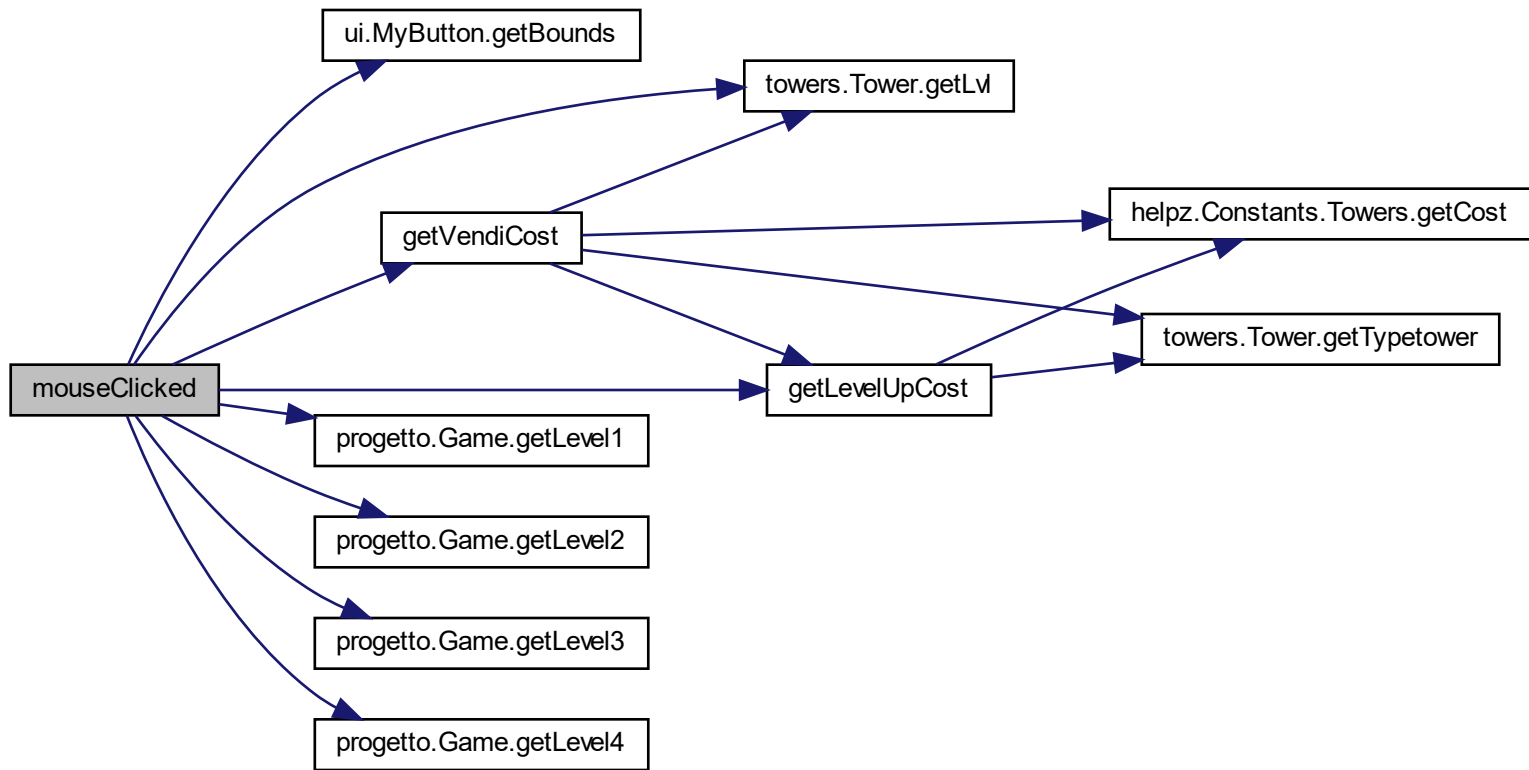 ui.MyButton.getBounds
towers.Tower.getLvl
helpz.Constants.Towers.getCost
getVendiCost
towers.Tower.getTypetower
mouseClicked
getLevelUpCost
progetto.Game.getLevel1
progetto.Game.getLevel2
progetto.Game.getLevel3
progetto.Game.getLevel4